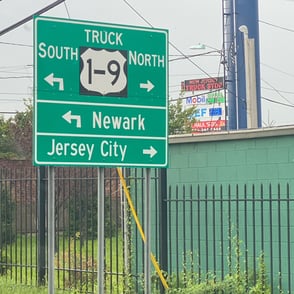 TRUCK
SOUTH 1-9 NORTH
Newark
Jersey City
Mobil